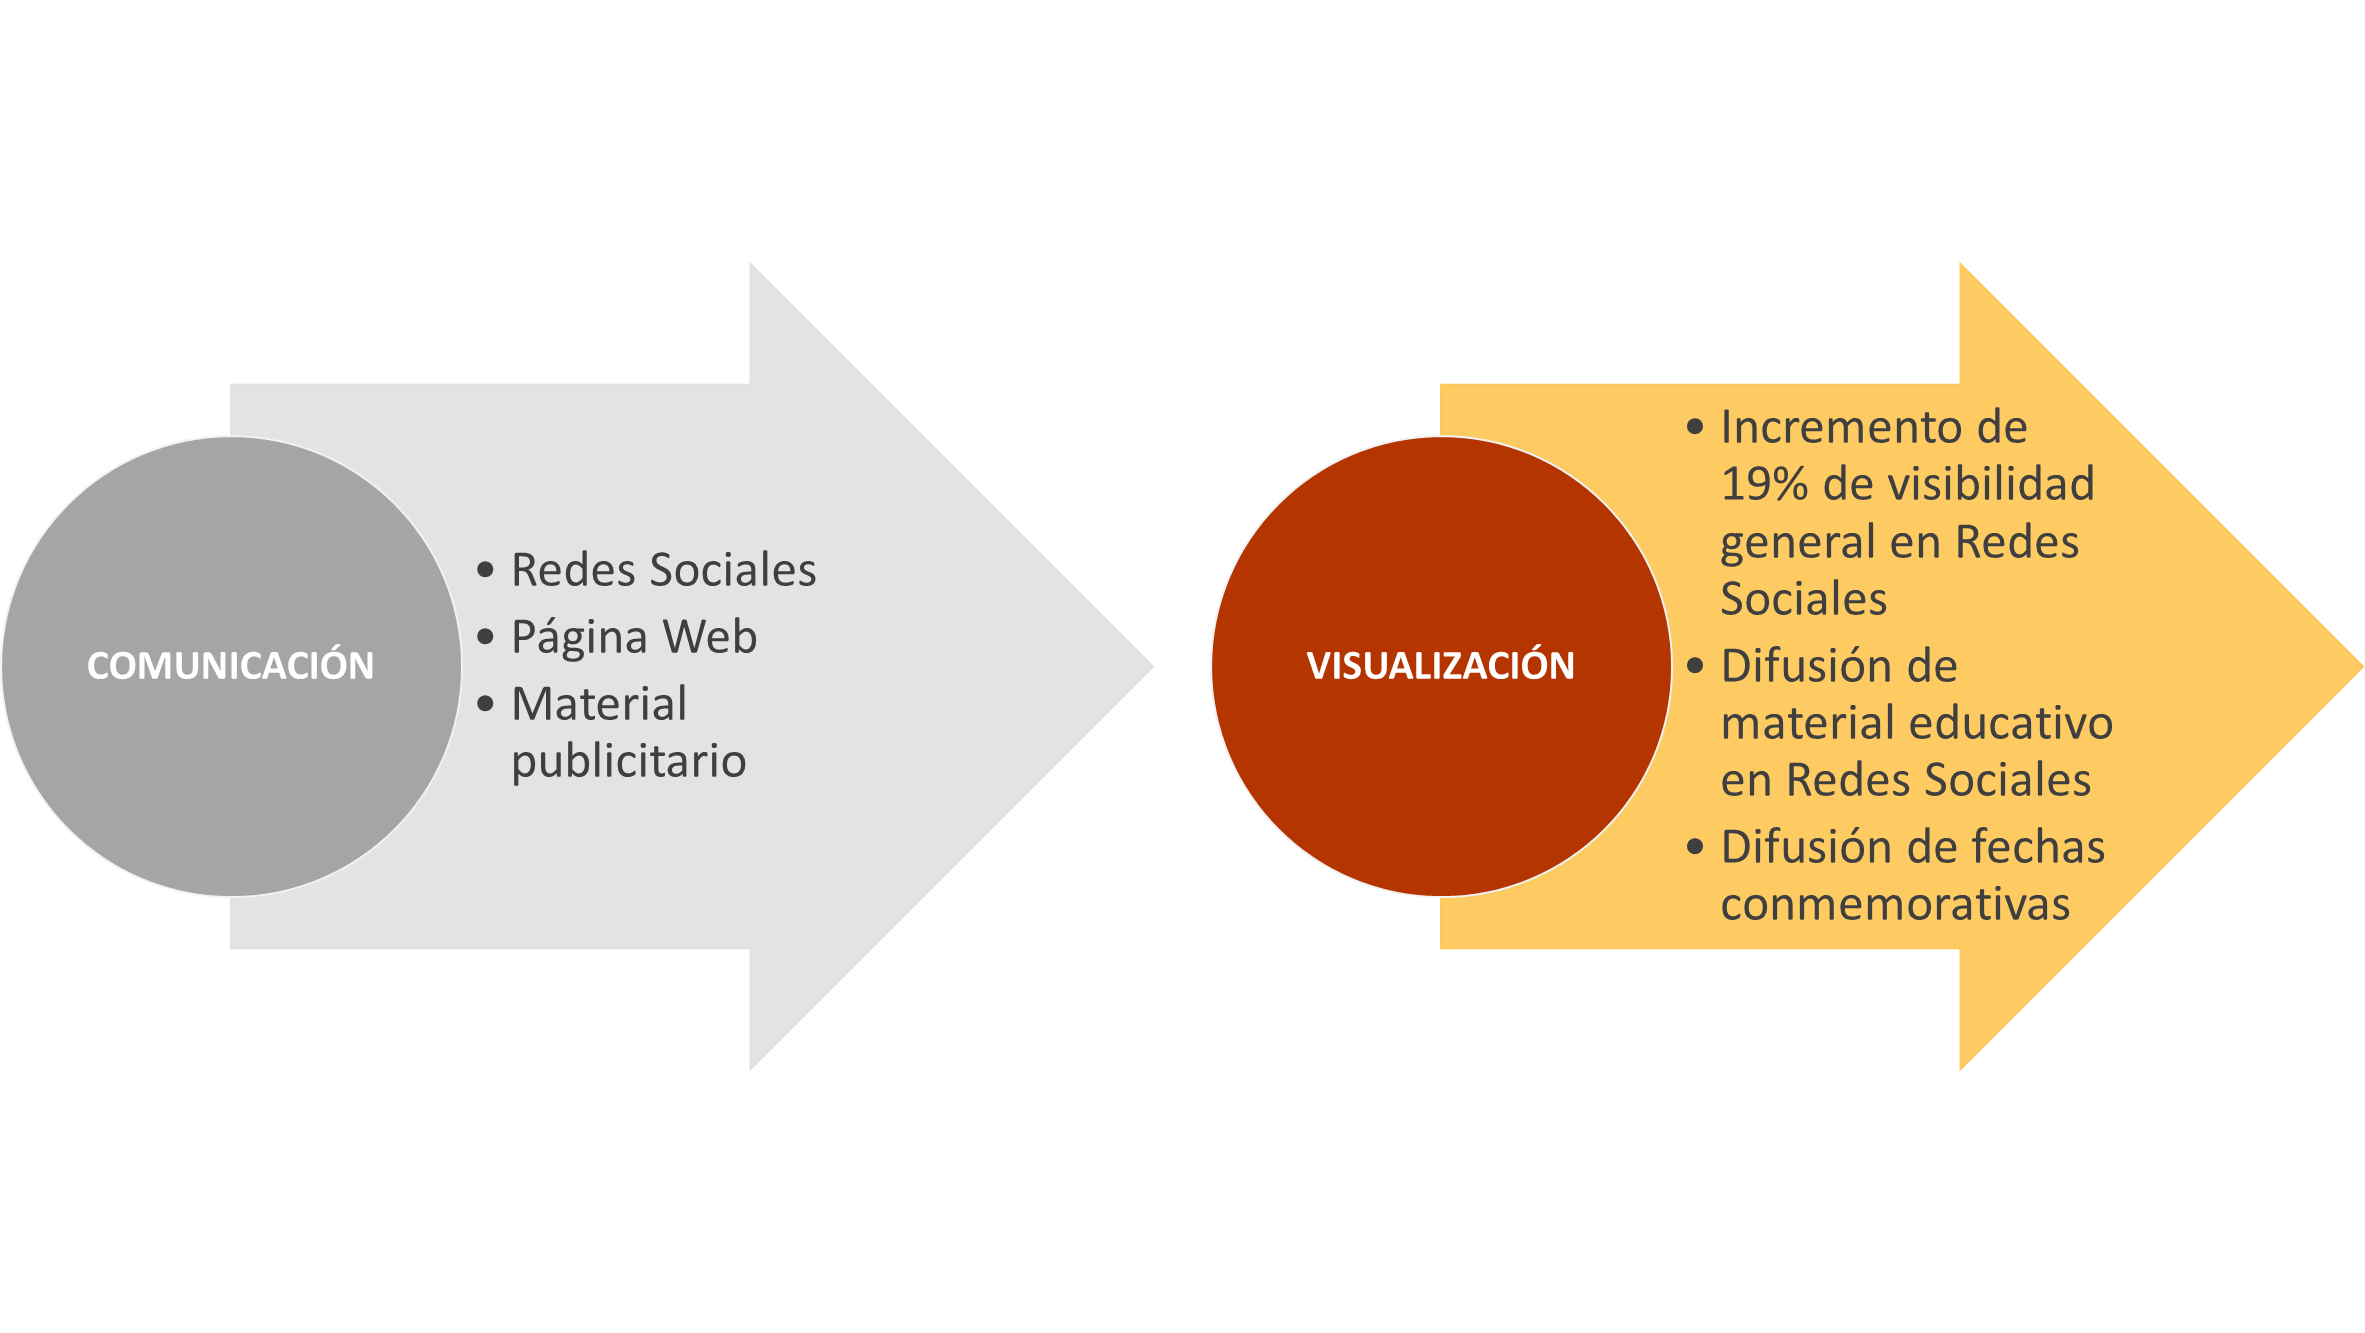 COMUNICACIÓN
• Redes Sociales
• Página Web
• Material
publicitario
VISUALIZACIÓN
• Incremento de
19% de visibilidad
general en Redes
Sociales
• Difusión de
material educativo
en Redes Sociales
• Difusión de fechas
conmemorativas